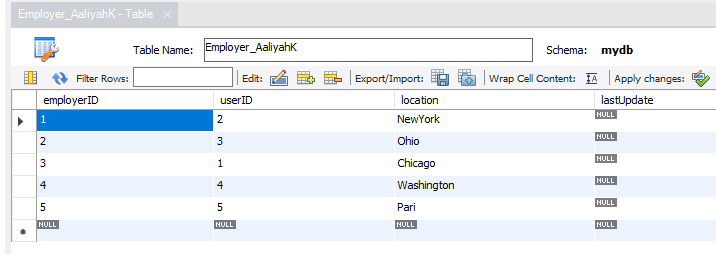 Employer_AaliyahK - Table ×
Table Name: Employer_AaliyahK Schema: mydb
Filter Rows: Edit: Export/Import: Wrap Cell Content: IA Apply changes:
employerID userID location lastUpdate
1 2 NewYork NULL
2 3 Ohio NULL
3 1 Chicago NULL
4 4 Washington NULL
5 5 Pari NULL
* NULL NULL NULL NULL